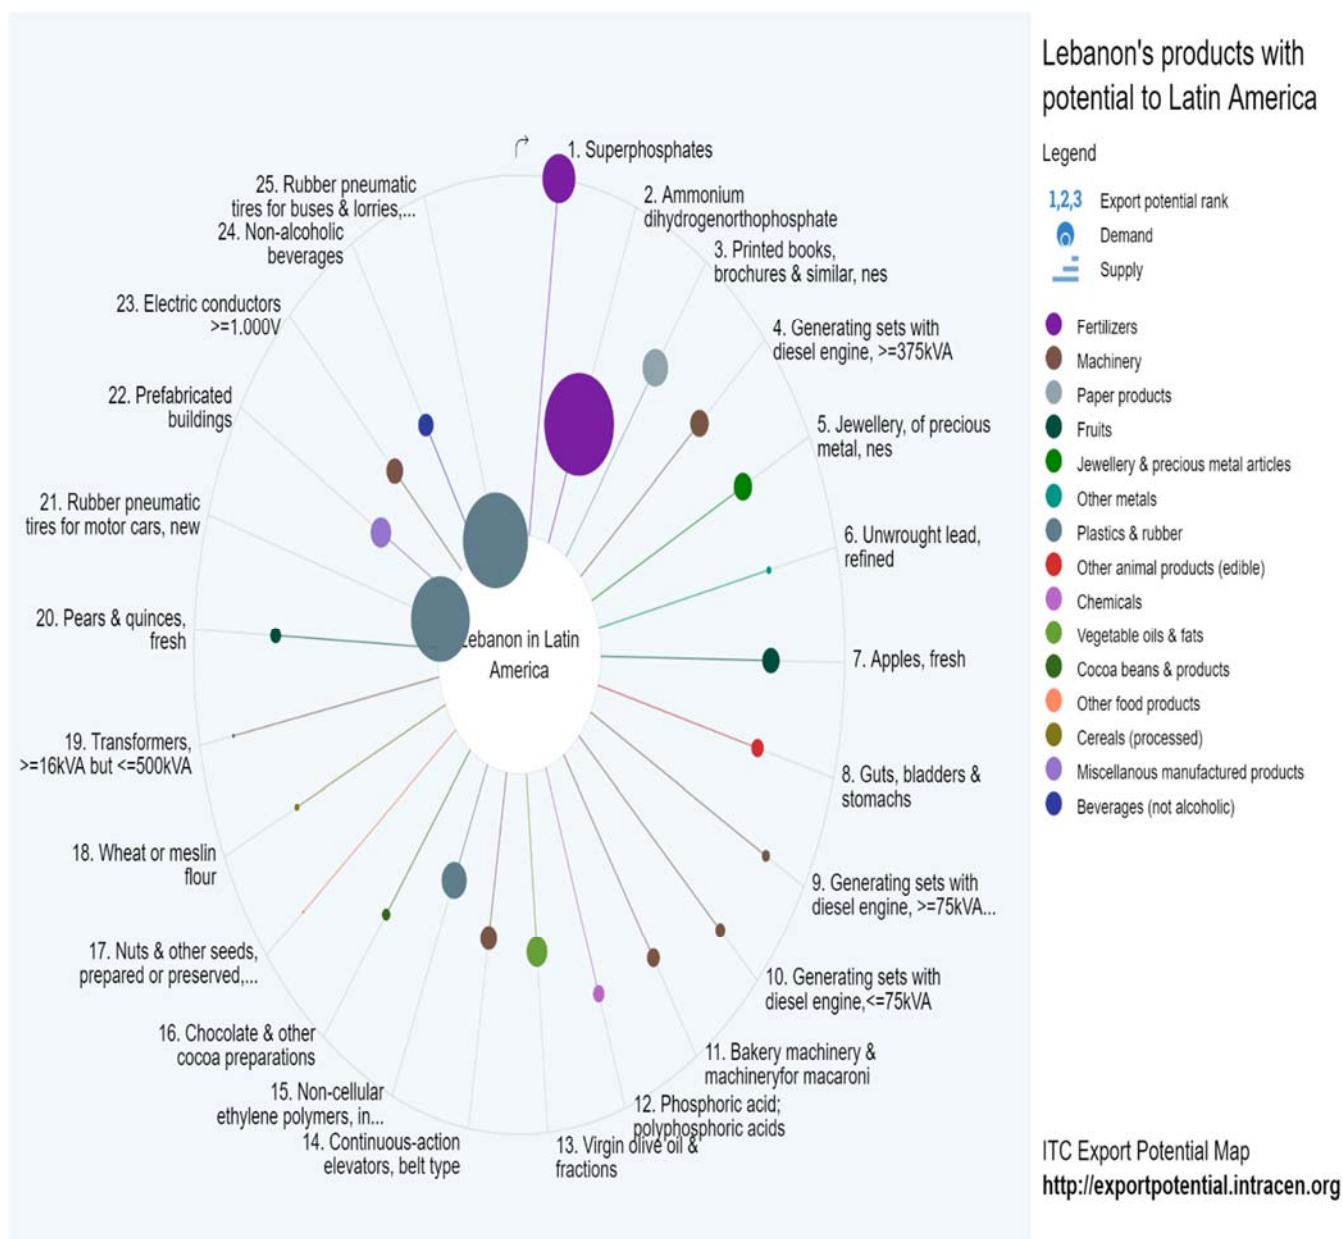 Lebanon's products with
potential to Latin America
Legend
1,2,3 Export potential rank
Demand
Supply
Fertilizers
Machinery
Paper products
Fruits
Jewellery & precious metal articles
Other metals
Plastics & rubber
Other animal products (edible)
Chemicals
Vegetable oils & fats
Cocoa beans & products
Other food products
Cereals (processed)
Miscellanous manufactured products
Beverages (not alcoholic)
1. Superphosphates
2. Ammonium
dihydrogenorthophosphate
3. Printed books,
brochures & similar, nes
4. Generating sets with
diesel engine, >=375kVA
5. Jewellery, of precious
metal, nes
6. Unwrought lead,
refined
7. Apples, fresh
8. Guts, bladders &
stomachs
9. Generating sets with
diesel engine, >=75kVA...
10. Generating sets with
diesel engine,<=75kVA
11. Bakery machinery &
machineryfor macaroni
12. Phosphoric acid;
polyphosphoric acids
13. Virgin olive oil &
fractions
14. Continuous-action
elevators, belt type
15. Non-cellular
ethylene polymers, in...
16. Chocolate & other
cocoa preparations
17. Nuts & other seeds,
prepared or preserved,...
18. Wheat or meslin
flour
19. Transformers,
>=16kVA but <=500kVA
20. Pears & quinces,
fresh
21. Rubber pneumatic
tires for motor cars, new
22. Prefabricated
buildings
23. Electric conductors
>=1.000V
24. Non-alcoholic
beverages
25. Rubber pneumatic
tires for buses & lorries,...
Lebanon in Latin
America
ITC Export Potential Map
http://exportpotential.intracen.org